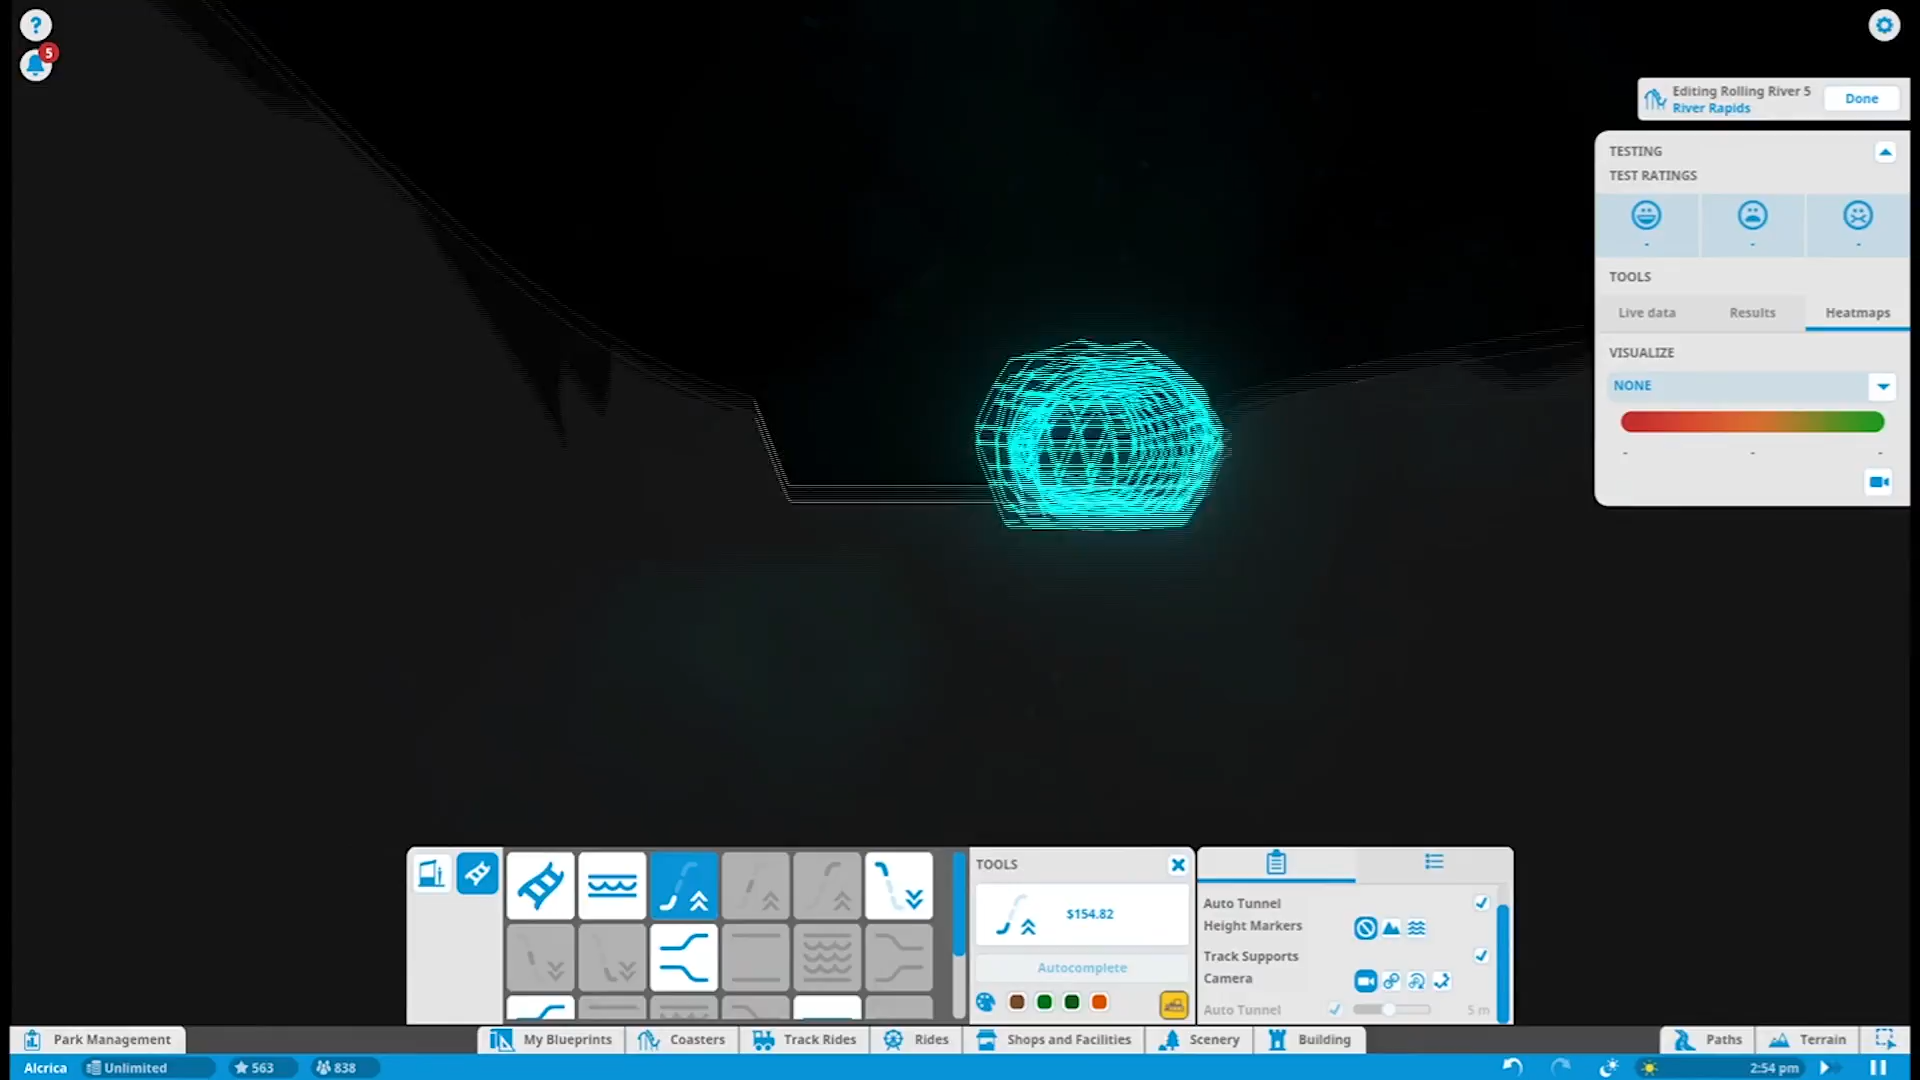 ?
5
Editing Rolling River 5
River Rapids
Done
TESTING
TEST RATINGS
-
-
-
TOOLS
Live data
Results
Heatmaps
VISUALIZE
NONE
-
-
-
TOOLS
$154.82
Autocomplete
Auto Tunnel
Height Markers
Track Supports
Camera
Auto Tunnel
5 m
Park Management
My Blueprints
Coasters
Track Rides
Rides
Shops and Facilities
Scenery
Building
Paths
Terrain
Alcrica
Unlimited
563
838
2:54 pm